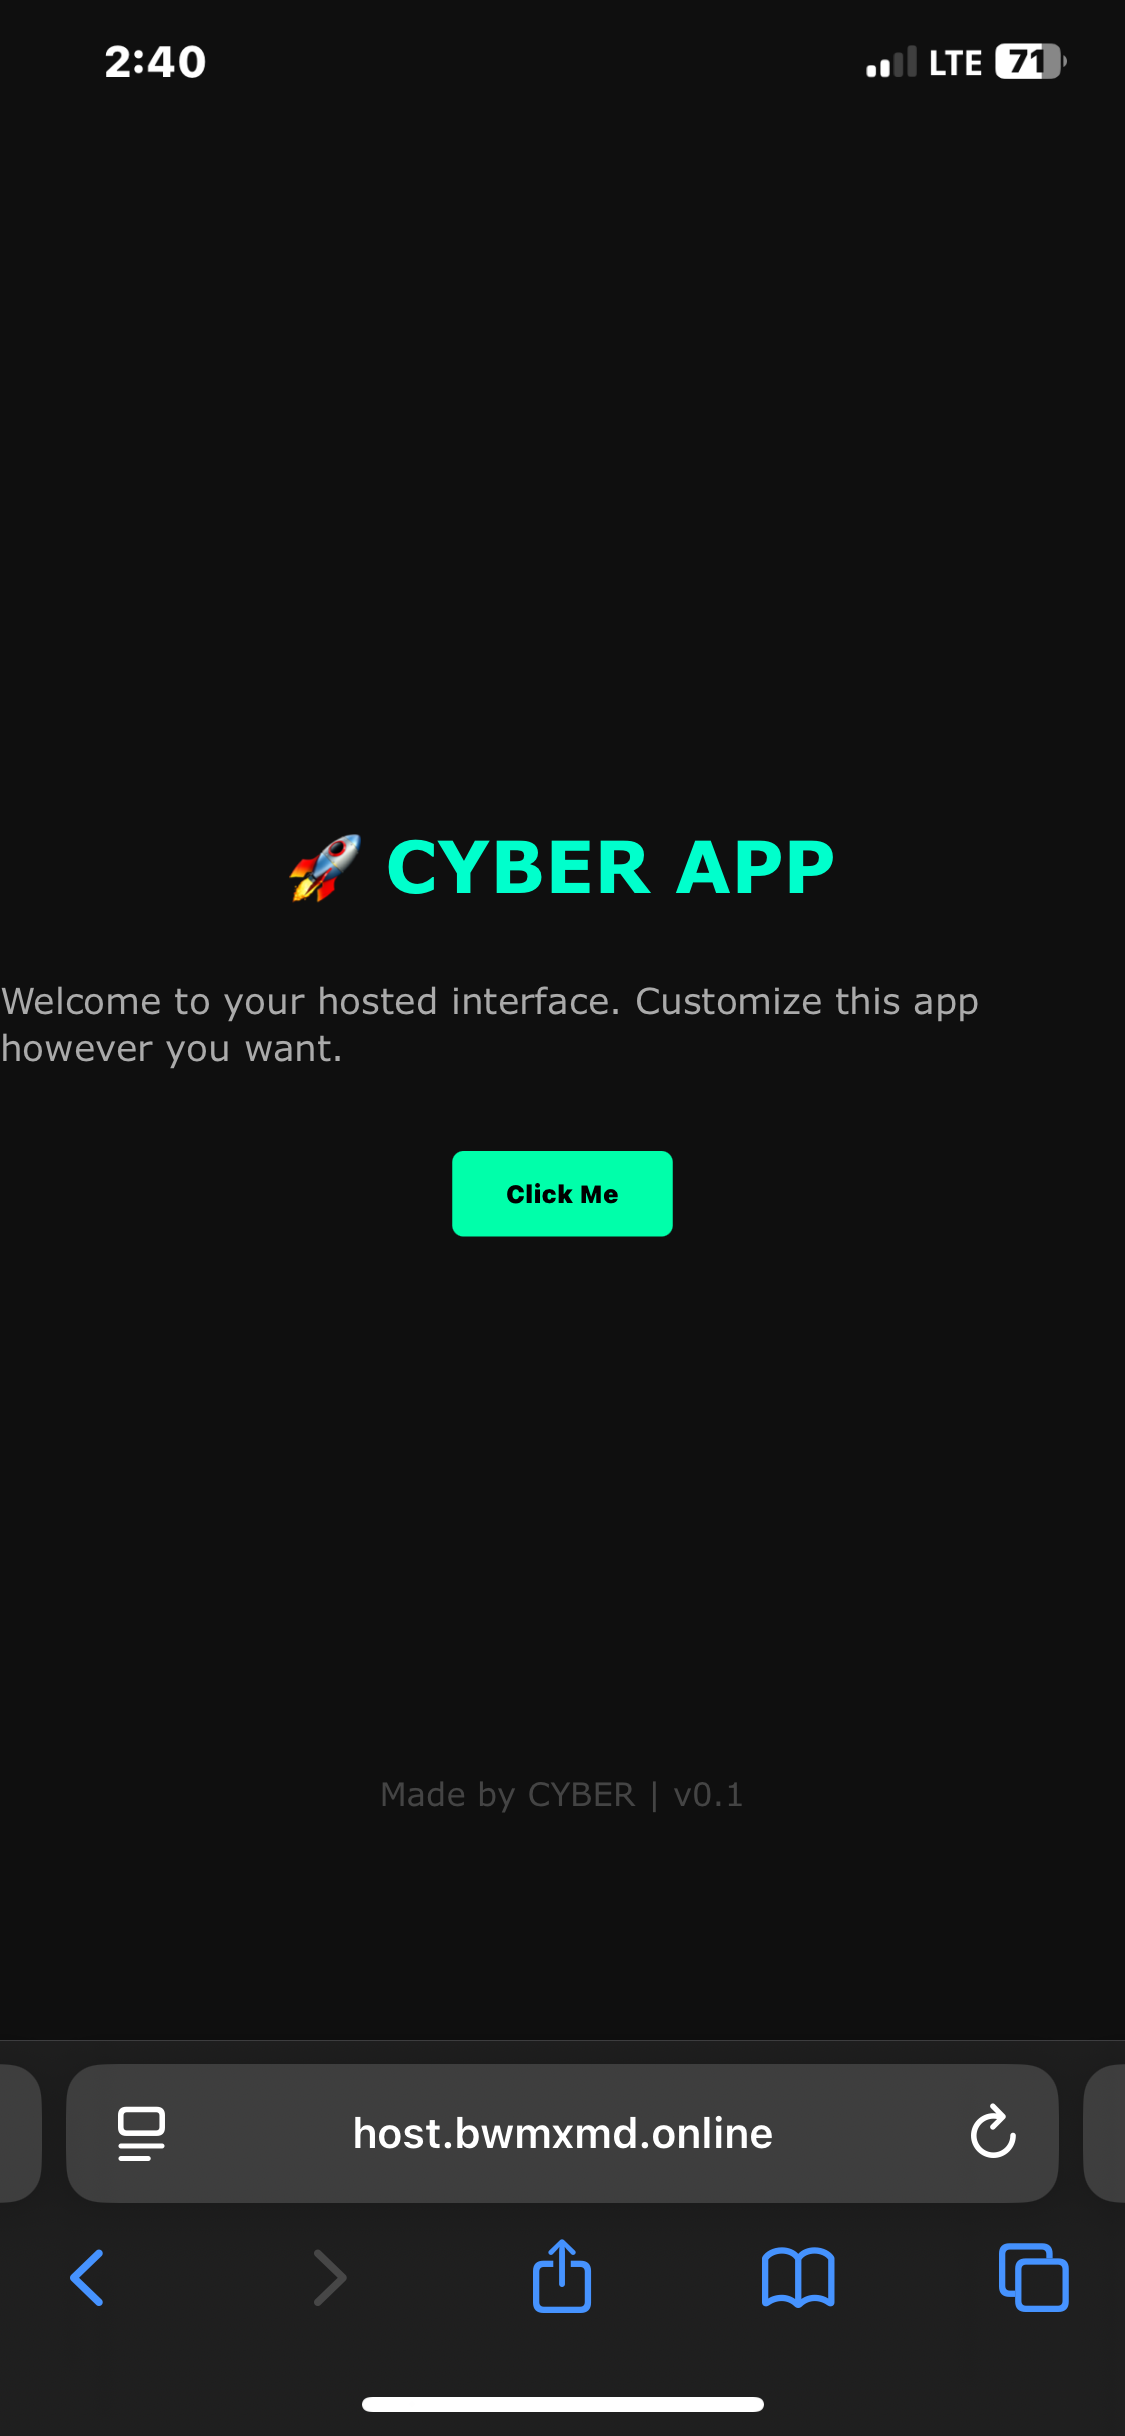 2:40 LTE 71
🚀 CYBER APP
Welcome to your hosted interface. Customize this app
however you want.
Click Me
Made by CYBER | v0.1
host.bwmxmd.online